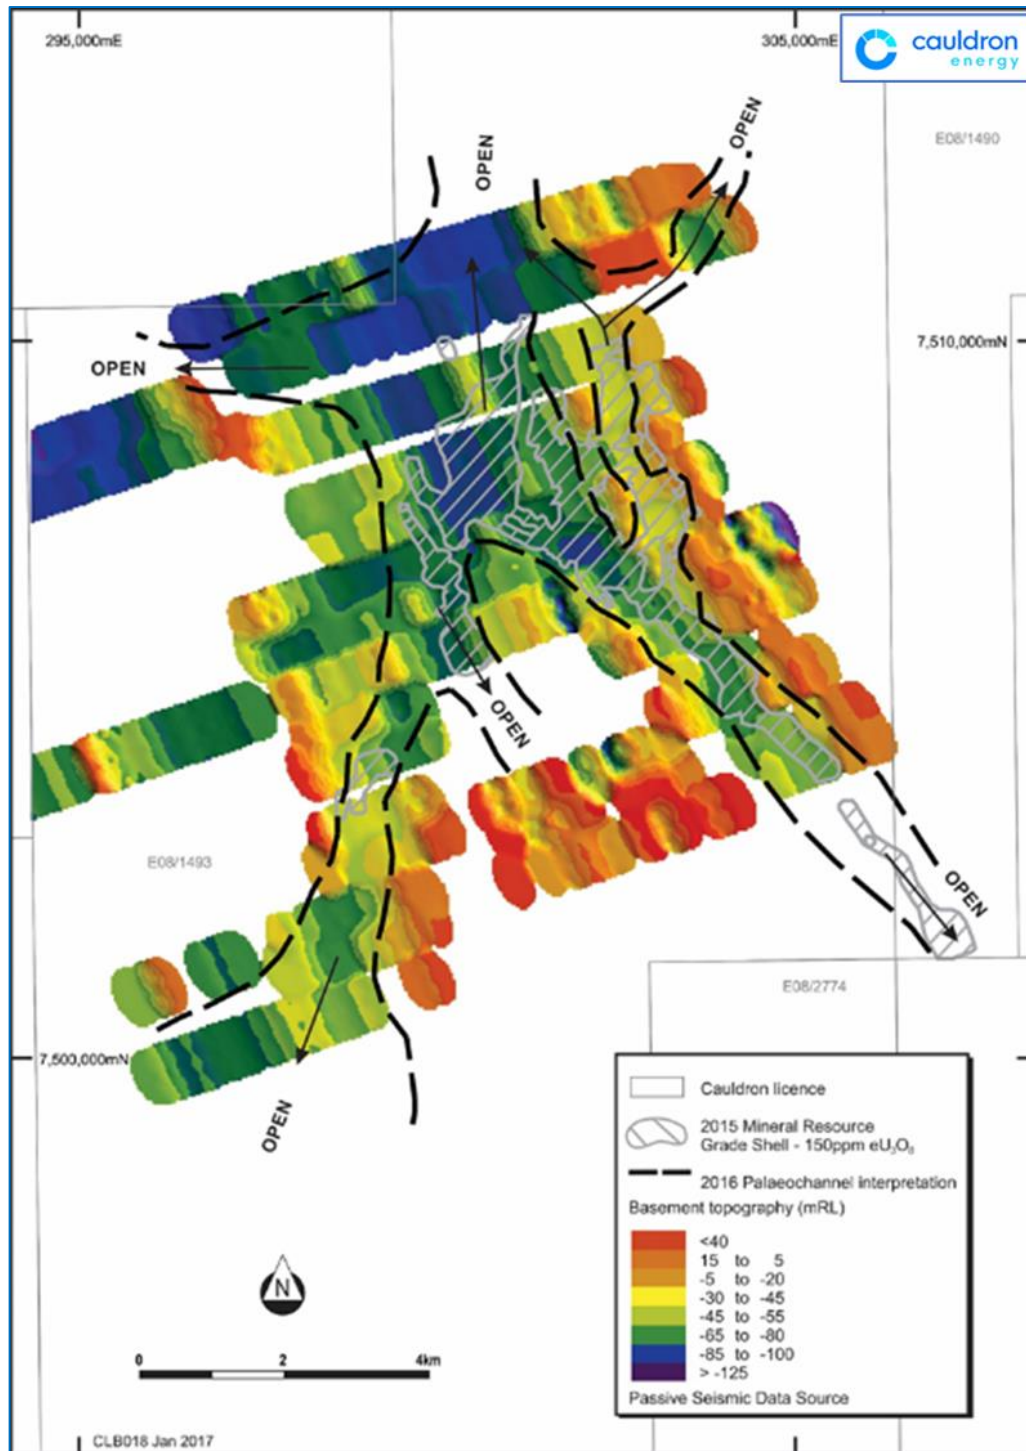 295,000mE
305,000mE
cauldron
energy
E08/1490
OPEN
OPEN
7,510,000mN
OPEN
OPEN
E08/1493
OPEN
E08/2774
7,500,000mN
OPEN
Cauldron licence
2015 Mineral Resource
Grade Shell - 150ppm eU₃O₈
2016 Palaeochannel interpretation
Basement topography (mRL)
<40
15 to 5
-5 to -20
-30 to -45
-45 to -55
-65 to -80
-85 to -100
> -125
Passive Seismic Data Source
N
0 2 4km
CLB018 Jan 2017